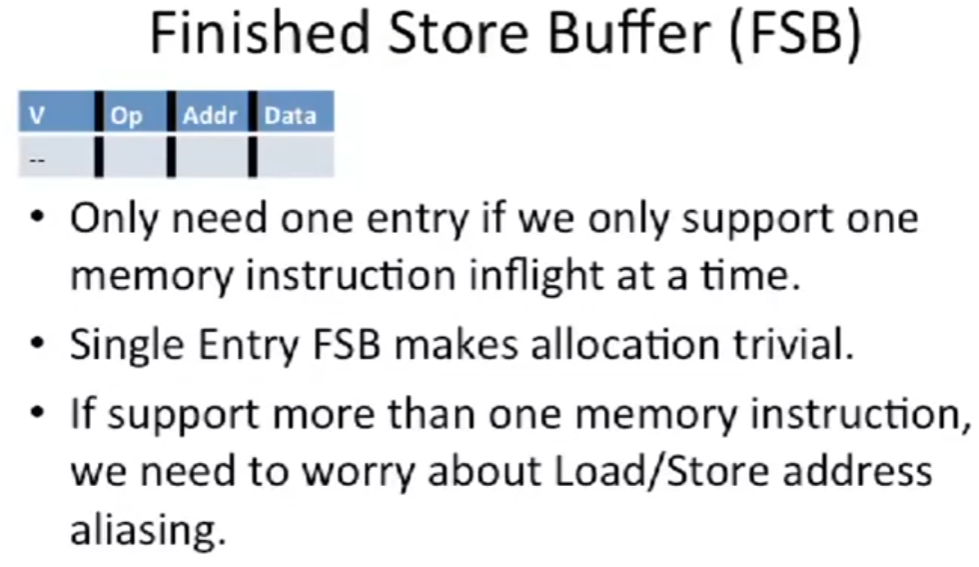 Finished Store Buffer (FSB)
V Op Addr Data
--
• Only need one entry if we only support one
memory instruction inflight at a time.
• Single Entry FSB makes allocation trivial.
• If support more than one memory instruction,
we need to worry about Load/Store address
aliasing.